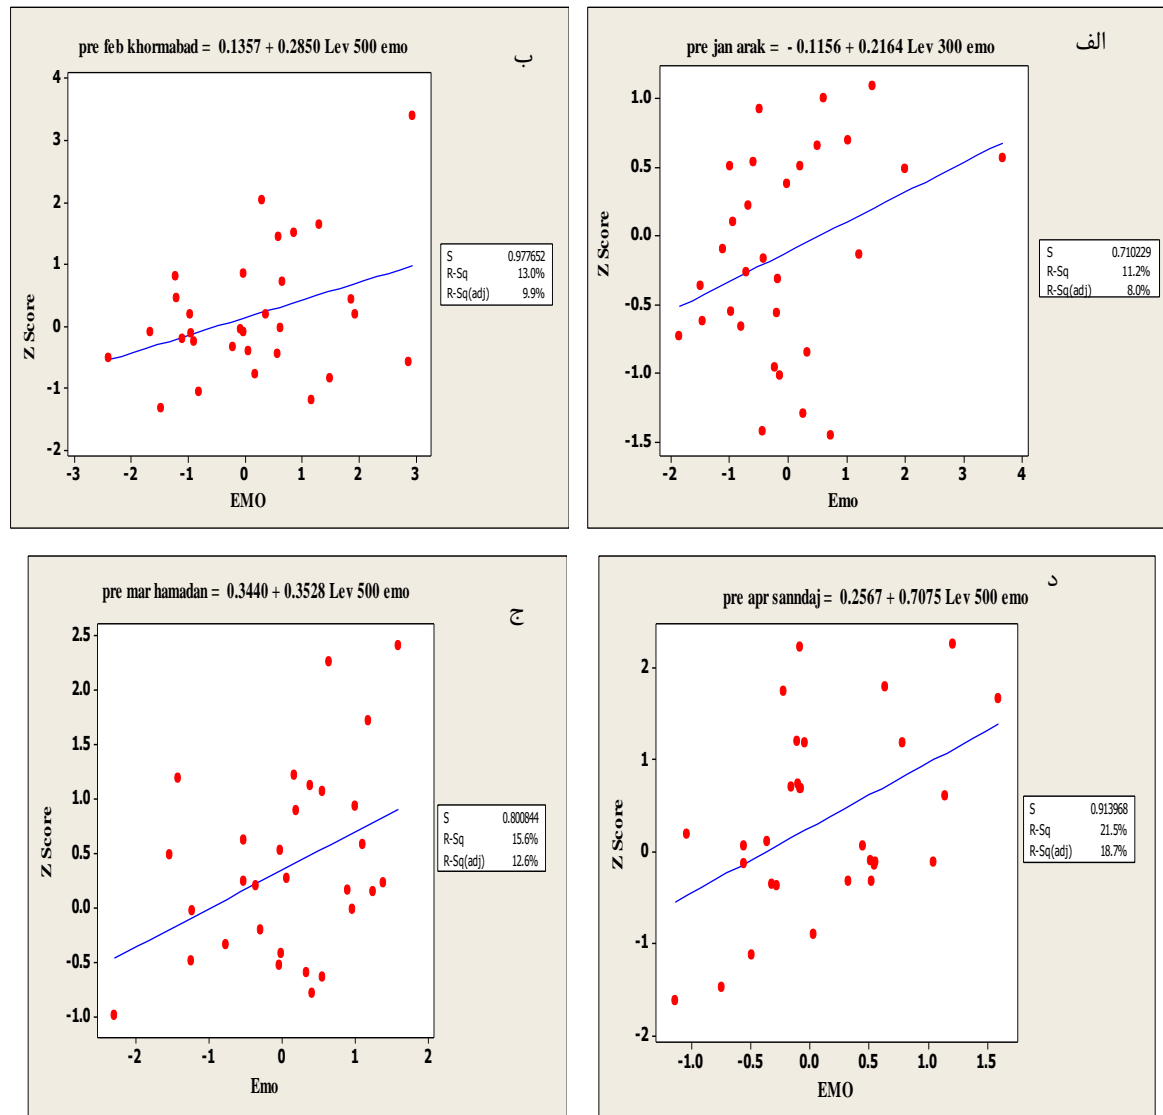 pre feb khormabad = 0.1357 + 0.2850 Lev 500 emo
ب
4
3
2
1
0
-1
-2
Z Score
-3
-2
-1
0
1
2
3
EMO
S 0.977652
R-Sq 13.0%
R-Sq(adj) 9.9%
pre jan arak = - 0.1156 + 0.2164 Lev 300 emo
الف
1.0
0.5
0.0
-0.5
-1.0
-1.5
Z Score
-2
-1
0
1
2
3
4
Emo
S 0.710229
R-Sq 11.2%
R-Sq(adj) 8.0%
pre mar hamadan = 0.3440 + 0.3528 Lev 500 emo
ج
2.5
2.0
1.5
1.0
0.5
0.0
-0.5
-1.0
Z Score
-2
-1
0
1
2
Emo
S 0.800844
R-Sq 15.6%
R-Sq(adj) 12.6%
pre apr sanndaj = 0.2567 + 0.7075 Lev 500 emo
د
2
1
0
-1
-2
Z Score
-1.0
-0.5
0.0
0.5
1.0
1.5
EMO
S 0.913968
R-Sq 21.5%
R-Sq(adj) 18.7%